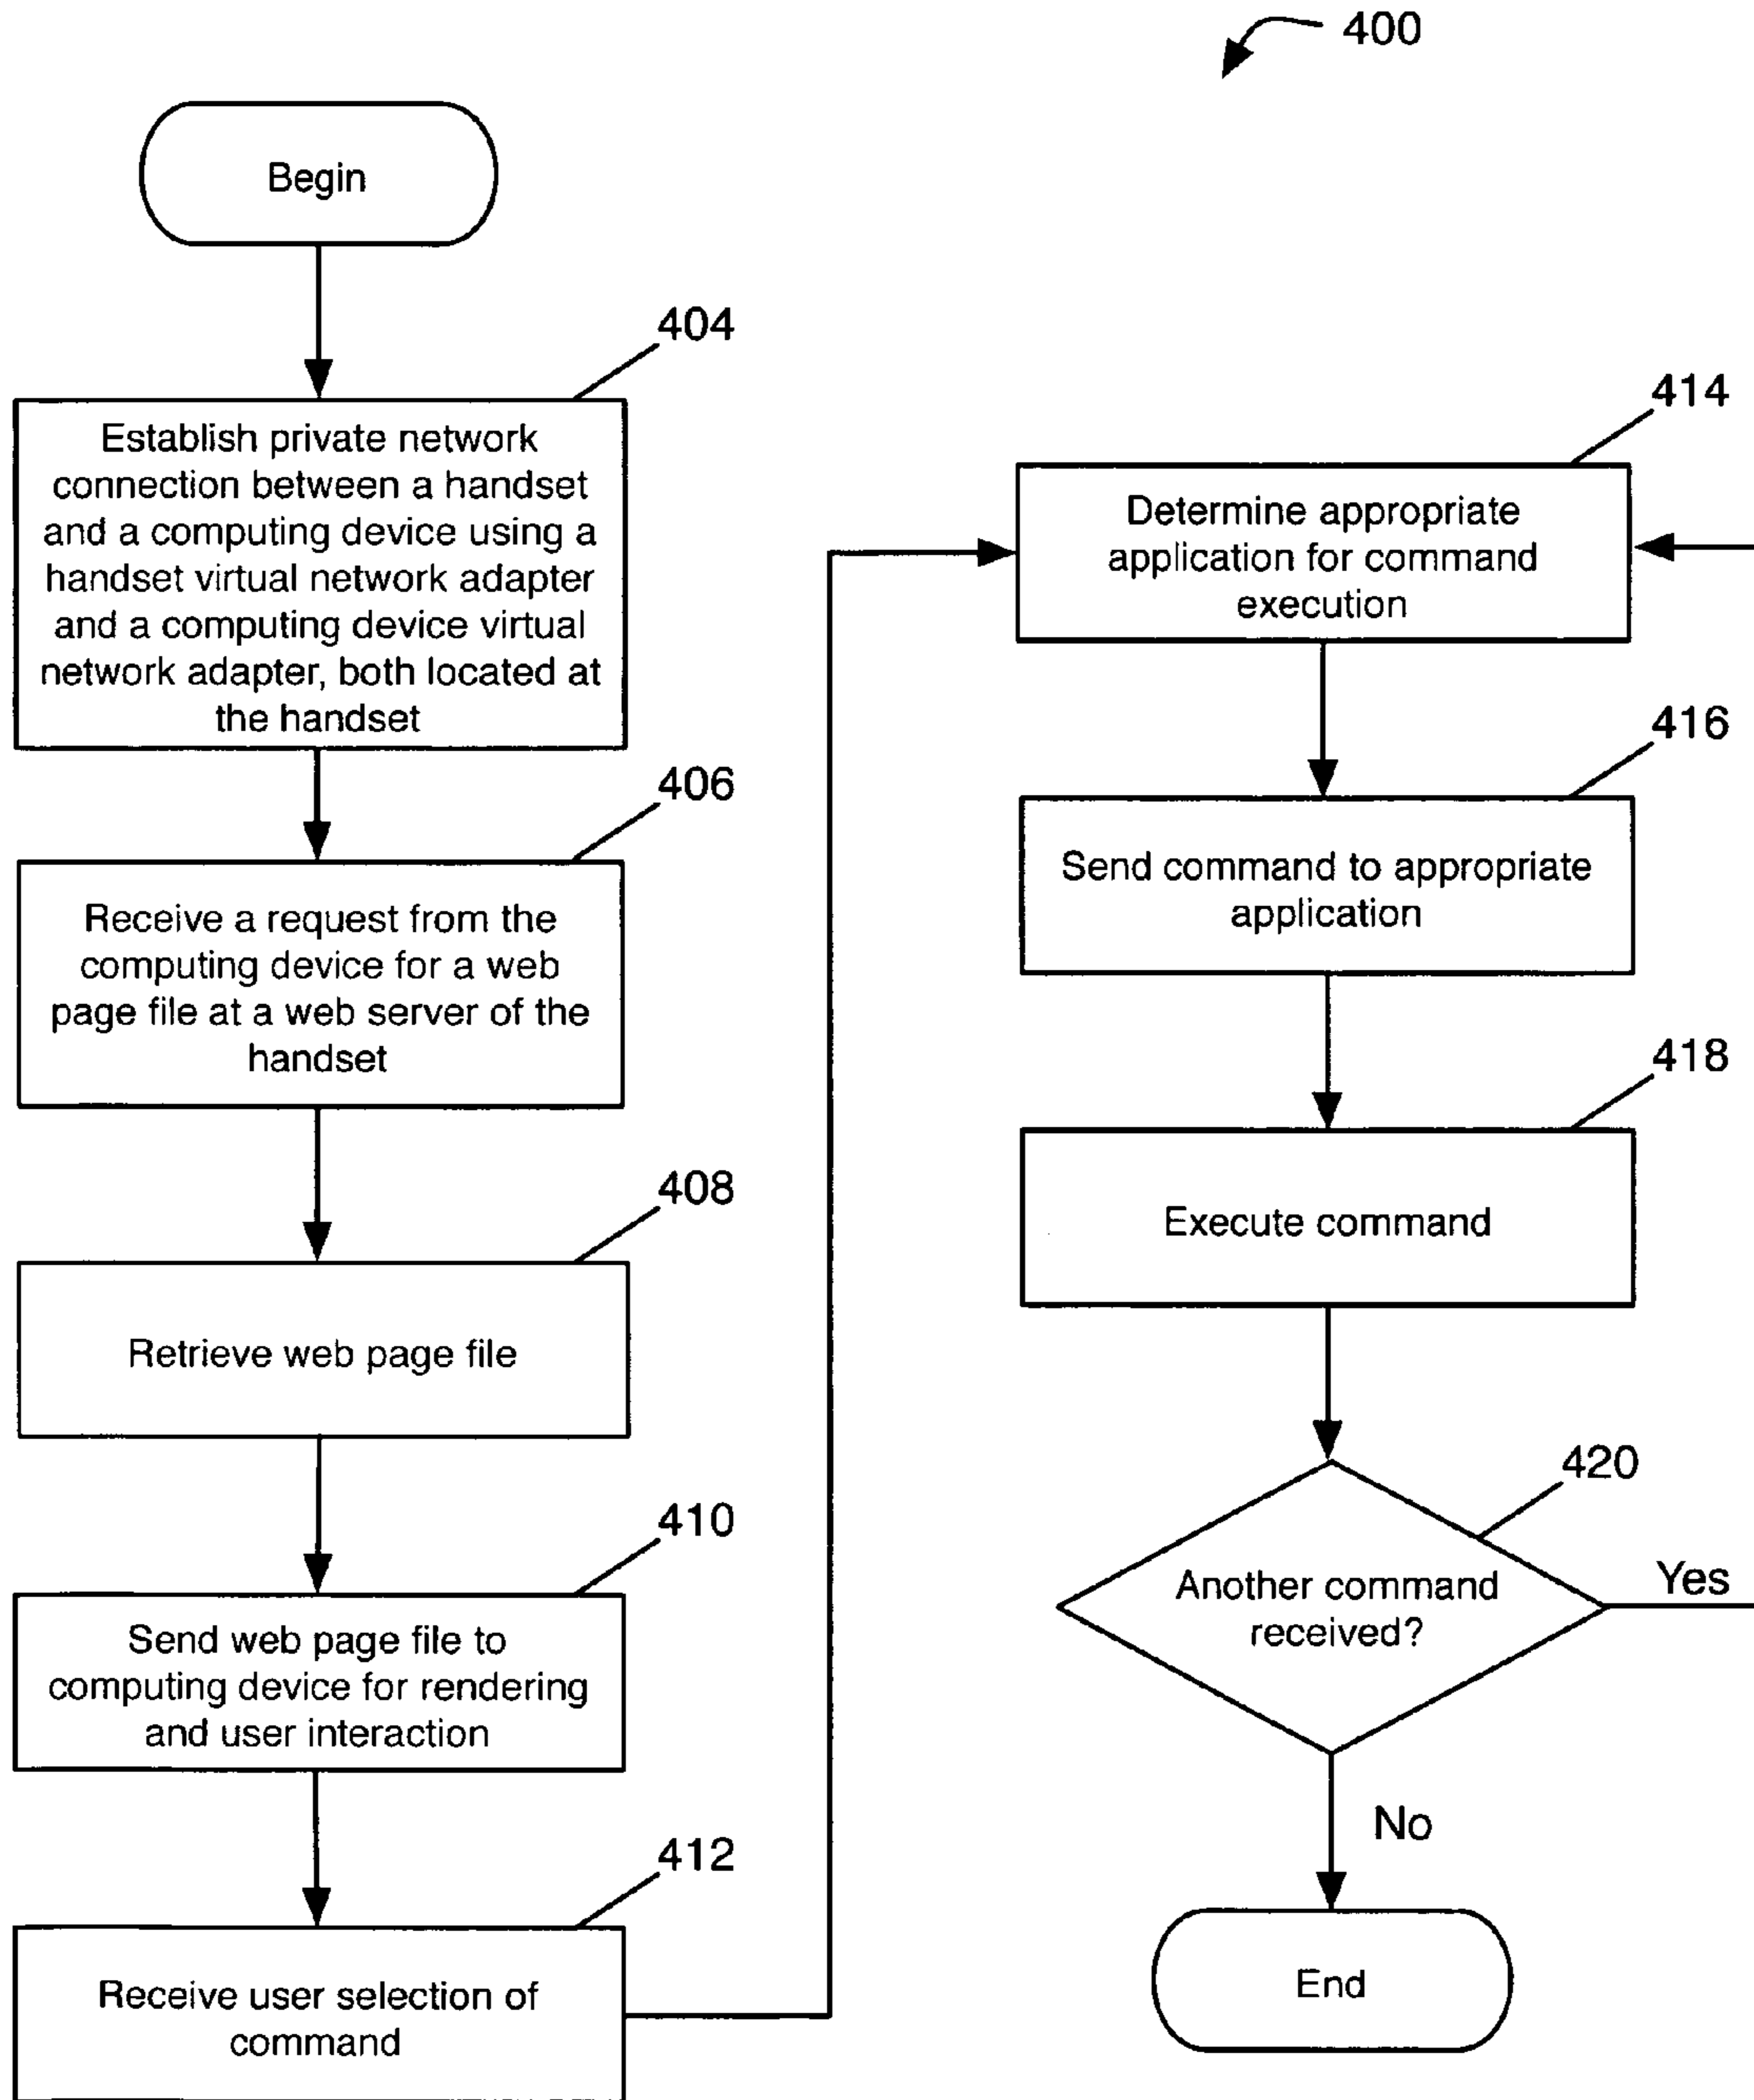 400
Begin
404
Establish private network
connection between a handset
and a computing device using a
handset virtual network adapter
and a computing device virtual
network adapter, both located at
the handset
406
Receive a request from the
computing device for a web
page file at a web server of the
handset
408
Retrieve web page file
410
Send web page file to
computing device for rendering
and user interaction
412
Receive user selection of
command
414
Determine appropriate
application for command
execution
416
Send command to appropriate
application
418
Execute command
420
Another command
received?
Yes
No
End